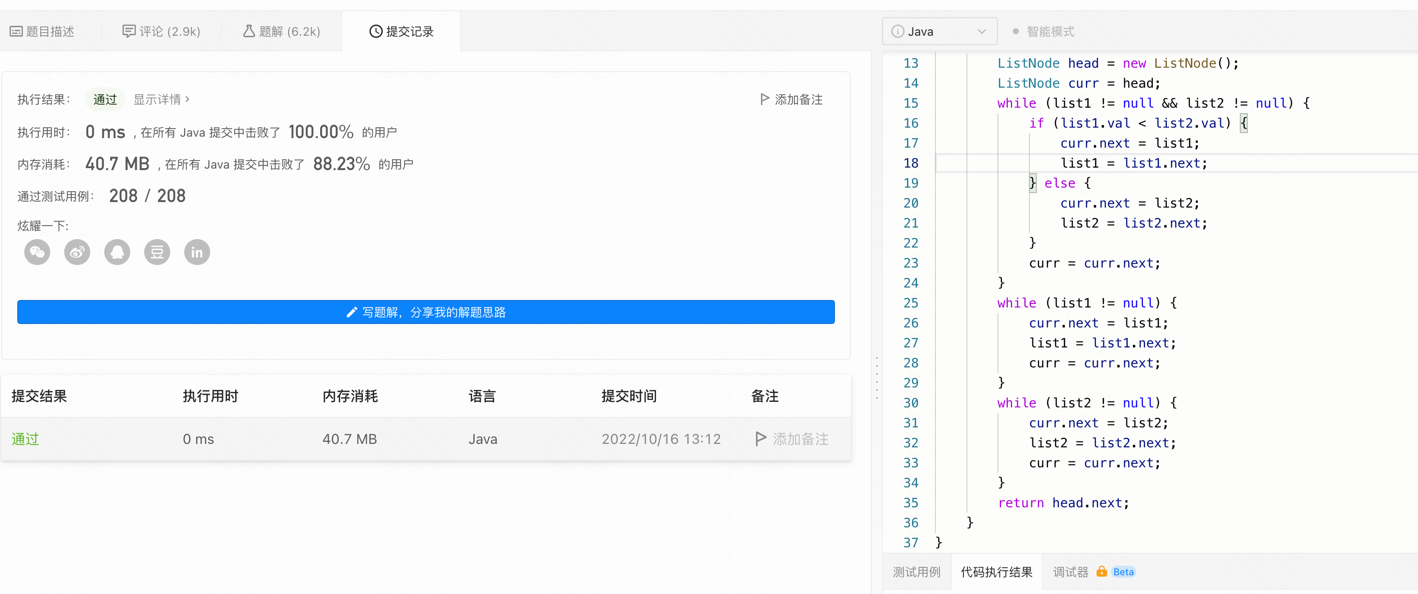 题目描述 评论 (2.9k) 题解 (6.2k) 提交记录
执行结果： 通过 显示详情 › 添加备注
执行用时： 0 ms , 在所有 Java 提交中击败了 100.00% 的用户
内存消耗： 40.7 MB , 在所有 Java 提交中击败了 88.23% 的用户
通过测试用例： 208 / 208
炫耀一下:
豆 in
写题解，分享我的解题思路
提交结果 执行用时 内存消耗 语言 提交时间 备注
通过 0 ms 40.7 MB Java 2022/10/16 13:12 添加备注
Java 智能模式
13 ListNode head = new ListNode();
14 ListNode curr = head;
15 while (list1 != null && list2 != null) {
16 if (list1.val < list2.val) {
17 curr.next = list1;
18 list1 = list1.next;
19 } else {
20 curr.next = list2;
21 list2 = list2.next;
22 }
23 curr = curr.next;
24 }
25 while (list1 != null) {
26 curr.next = list1;
27 list1 = list1.next;
28 curr = curr.next;
29 }
30 while (list2 != null) {
31 curr.next = list2;
32 list2 = list2.next;
33 curr = curr.next;
34 }
35 return head.next;
36 }
37 }
测试用例 代码执行结果 调试器 Beta